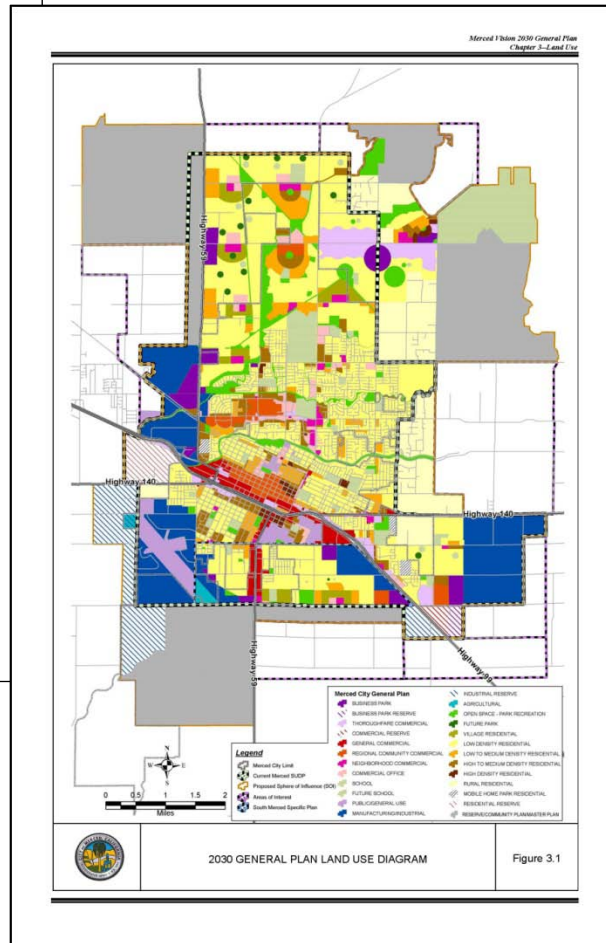 Merced Vision 2030 General Plan
Chapter 3--Land Use
Highway 59
Highway 140
Highway 140
Highway 59
Highway 99
Merced City General Plan
BUSINESS PARK
BUSINESS PARK RESERVE
THOROUGHFARE COMMERCIAL
COMMERCIAL RESERVE
GENERAL COMMERCIAL
REGIONAL COMMUNITY COMMERCIAL
NEIGHBORHOOD COMMERCIAL
COMMERCIAL OFFICE
SCHOOL
FUTURE SCHOOL
PUBLIC/GENERAL USE
MANUFACTURING/INDUSTRIAL
INDUSTRIAL RESERVE
AGRICULTURAL
OPEN SPACE - PARK RECREATION
FUTURE PARK
VILLAGE RESIDENTIAL
LOW DENSITY RESIDENTIAL
LOW TO MEDIUM DENSITY RESIDENTIAL
HIGH TO MEDIUM DENSITY RESIDENTIAL
HIGH DENSITY RESIDENTIAL
RURAL RESIDENTIAL
MOBILE HOME PARK RESIDENTIAL
RESIDENTIAL RESERVE
RESERVE/COMMUNITY PLAN/MASTER PLAN
Legend
Merced City Limit
Current Merced SUDP
Proposed Sphere of Influence (SOI)
Areas of Interest
South Merced Specific Plan
N
W E
S
0 0.5 1 1.5 2
Miles
2030 GENERAL PLAN LAND USE DIAGRAM
Figure 3.1